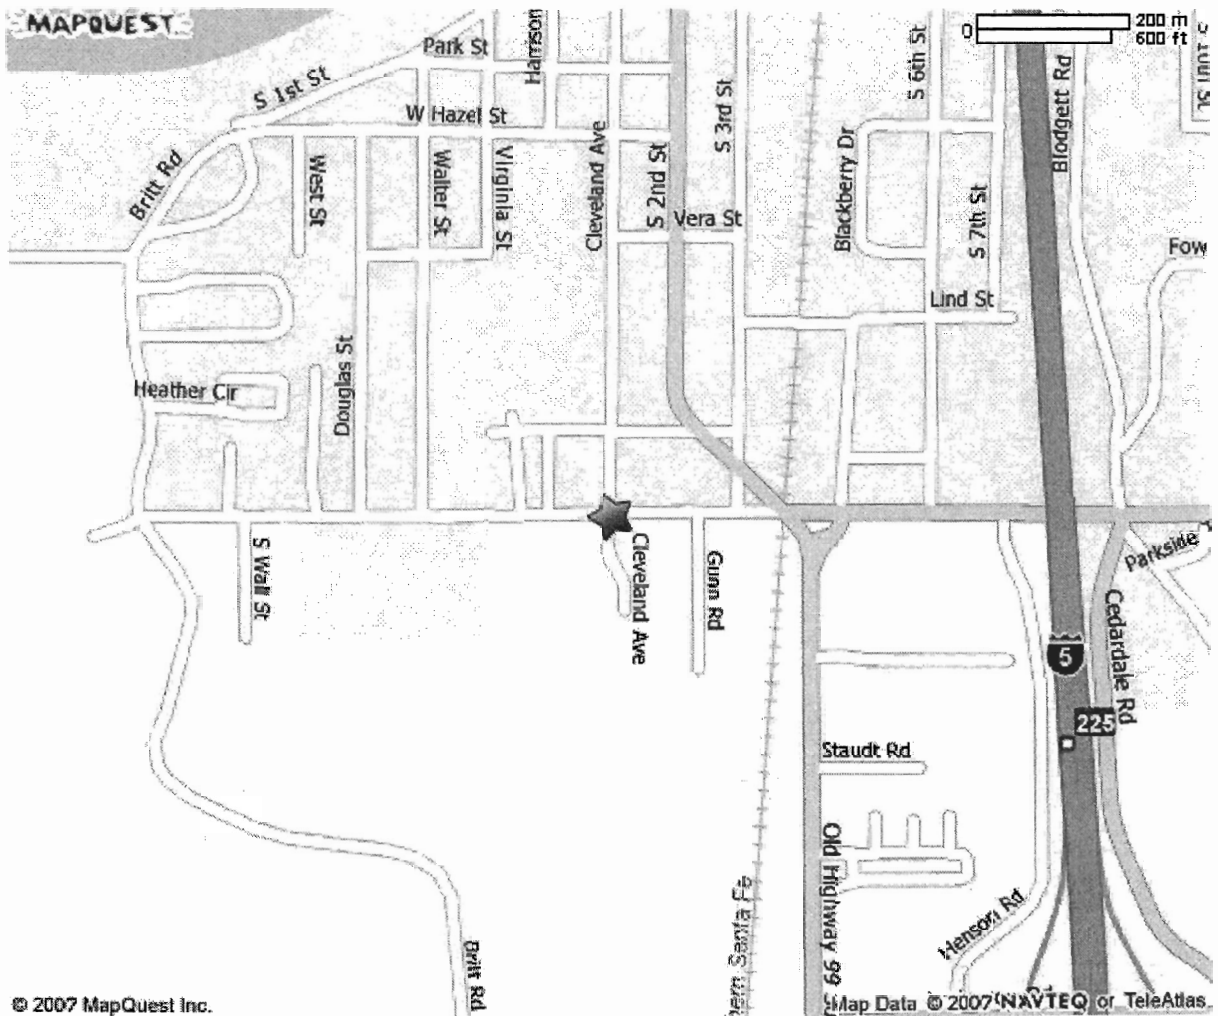 MAPQUEST
0
200 m
600 ft
Park St
Harrison
S 1st St
W Hazel St
S 6th St
S 3rd St
Blodgett Rd
Britt Rd
West St
Walter St
Virginia St
Cleveland Ave
S 2nd St
Vera St
Blackberry Dr
S 7th St
Fow
Lind St
Heather Cir
Douglas St
S Wall St
Cleveland Ave
Gunn Rd
Parkside
Cedardale Rd
5
225
Staudt Rd
Old Highway 99 S
Henson Rd
ern Santa Fe
Britt Rd
© 2007 MapQuest Inc.
Map Data © 2007 NAVTEQ or TeleAtlas